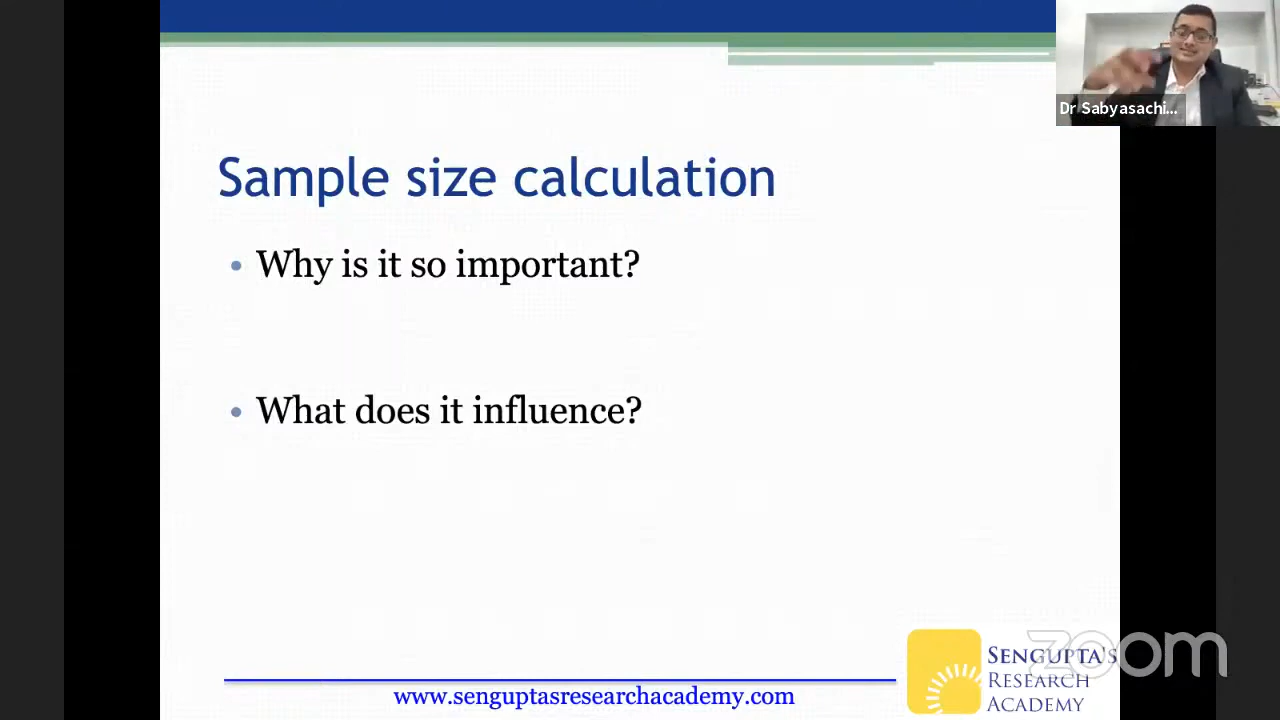 Dr Sabyasachi...
Sample size calculation
• Why is it so important?
• What does it influence?
SENGUPTA'S
RESEARCH
ACADEMY
zoom
www.senguptasresearchacademy.com